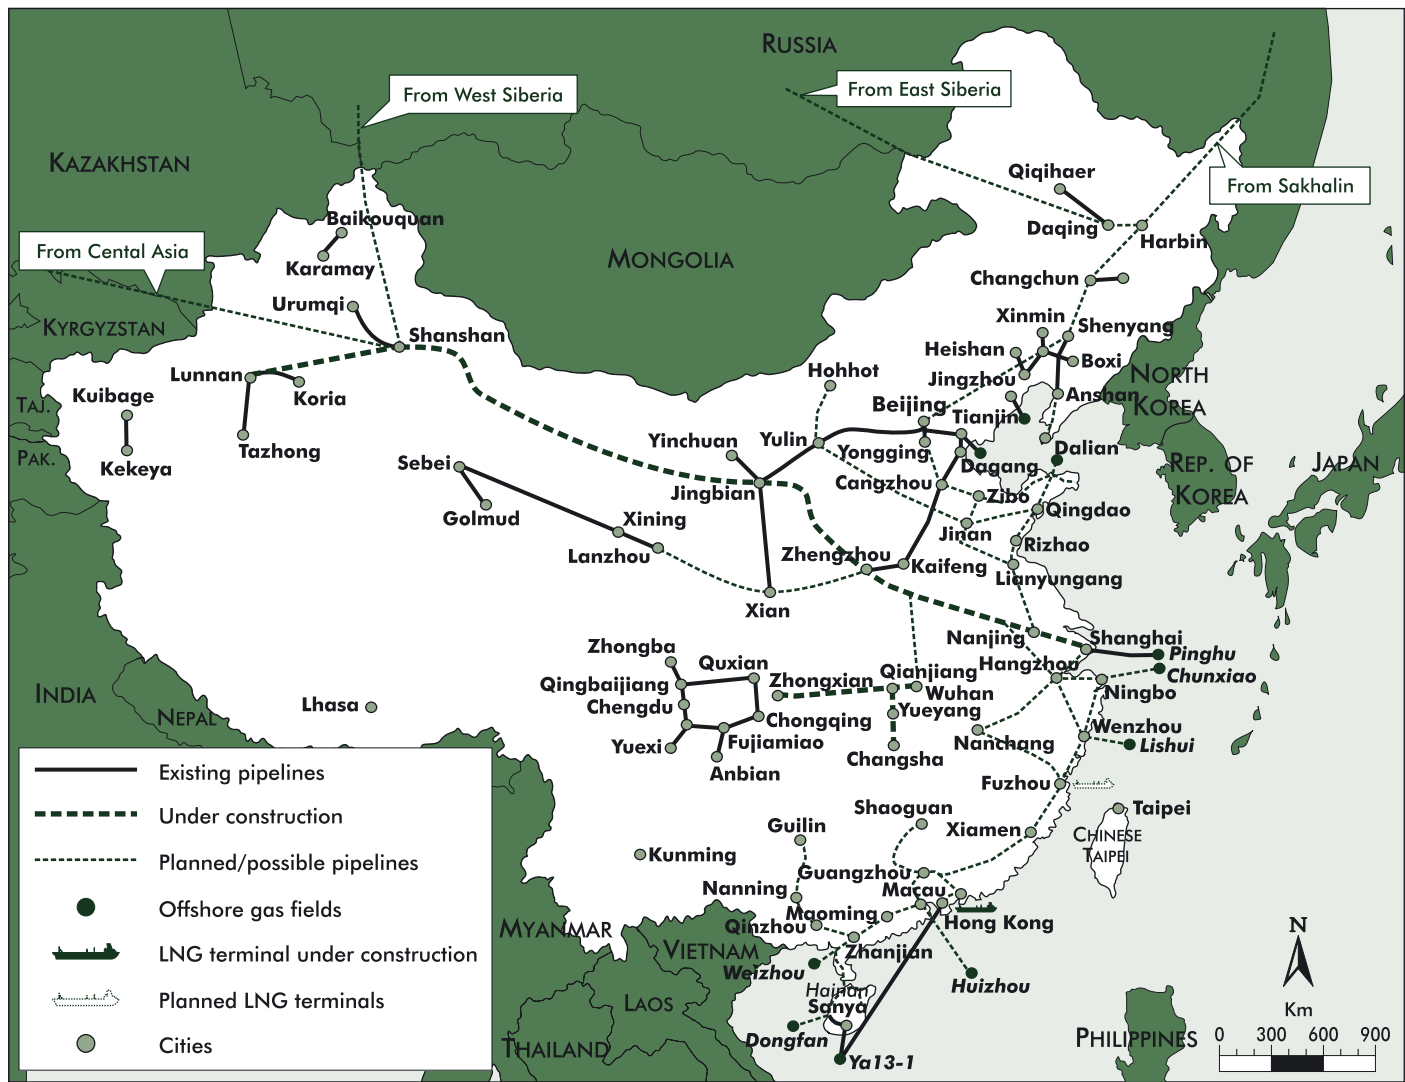 RUSSIA
From West Siberia
From East Siberia
KAZAKHSTAN
Qiqihaer
From Sakhalin
Baikouquan
Daqing
Harbin
From Cental Asia
MONGOLIA
Karamay
Changchun
Urumqi
Xinmin
KYRGYZSTAN
Shanshan
Shenyang
Heishan
Boxi
Lunnan
Hohhot
Jingzhou
NORTH
KOREA
Kuibage
Koria
Anshan
TAJ.
Beijing
Tianjin
Tazhong
Yinchuan
Yulin
Yongging
Dalian
PAK.
Kekeya
Sebei
Dagang
REP. OF
KOREA
JAPAN
Jingbian
Cangzhou
Zibo
Golmud
Xining
Qingdao
Jinan
Lanzhou
Zhengzhou
Kaifeng
Rizhao
Lianyungang
Xian
Nanjing
Shanghai
Zhongba
Pinghu
Quxian
Hangzhou
Chunxiao
Qingbaijiang
Zhongxian
Qianjiang
INDIA
Wuhan
Ningbo
Lhasa
Chengdu
Yueyang
NEPAL
Chongqing
Wenzhou
Yuexi
Fujiamiao
Nanchang
Lishui
Changsha
Anbian
Existing pipelines
Fuzhou
Under construction
Shaoguan
Taipei
Guilin
Xiamen
CHINESE
TAIPEI
Planned/possible pipelines
Kunming
Guangzhou
Nanning
Macau
Offshore gas fields
Maoming
Hong Kong
MYANMAR
Qinzhou
N
LNG terminal under construction
VIETNAM
Zhanjian
Weizhou
Huizhou
Planned LNG terminals
LAOS
Hainan
Sanya
Km
Cities
THAILAND
Dongfan
PHILIPPINES
0 300 600 900
Ya13-1